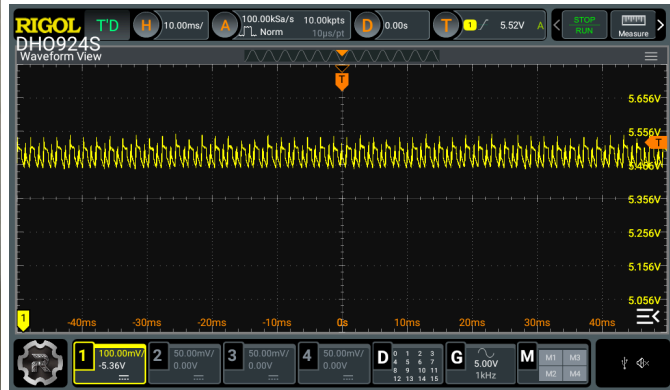 RIGOL T'D H 10.00ms/ A 100.00kSa/s 10.00kpts D 0.00s T 1 5.52V A STOP
Norm 10µs/pt RUN Measure
DHO924S
Waveform View
T
5.656V
5.556V
T
5.456V
5.356V
5.256V
5.156V
5.056V
1
-40ms -30ms -20ms -10ms 0s 10ms 20ms 30ms 40ms
1 100.00mV/ 2 50.00mV/ 3 50.00mV/ 4 50.00mV/ D 0 1 2 3 G M M1 M3
-5.36V 0.00V 0.00V 0.00V 4 5 6 7 5.00V M2 M4
8 9 10 11 1kHz
12 13 14 15